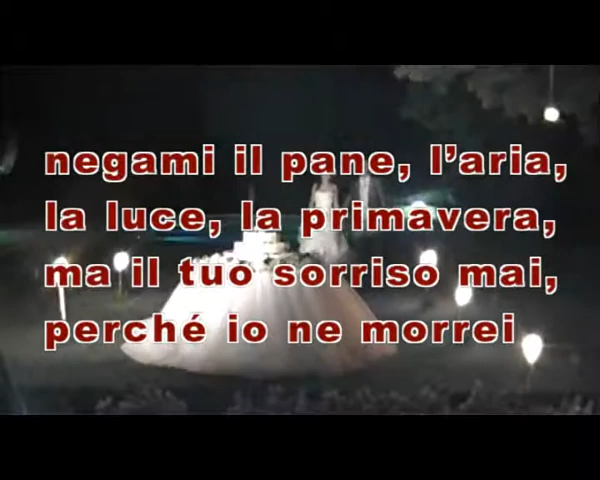 negami il pane, l'aria,
la luce, la primavera,
ma il tuo sorriso mai,
perché io ne morrei